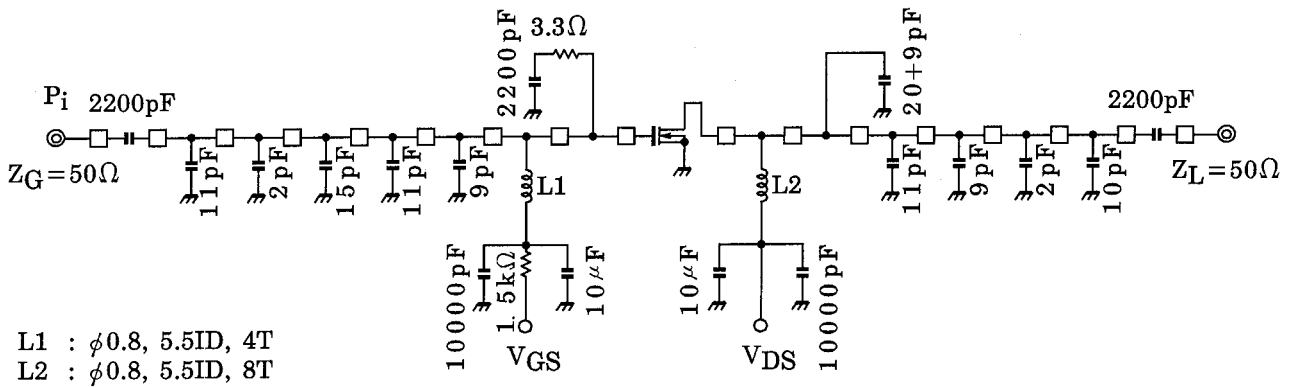 Pi
2200pF
ZG=50Ω
11pF
2pF
15pF
11pF
9pF
2200pF
3.3Ω
L1
10000pF
1.5kΩ
10μF
VGS
20+9pF
L2
10μF
10000pF
VDS
11pF
9pF
2pF
10pF
2200pF
ZL=50Ω
L1 : φ0.8, 5.5ID, 4T
L2 : φ0.8, 5.5ID, 8T